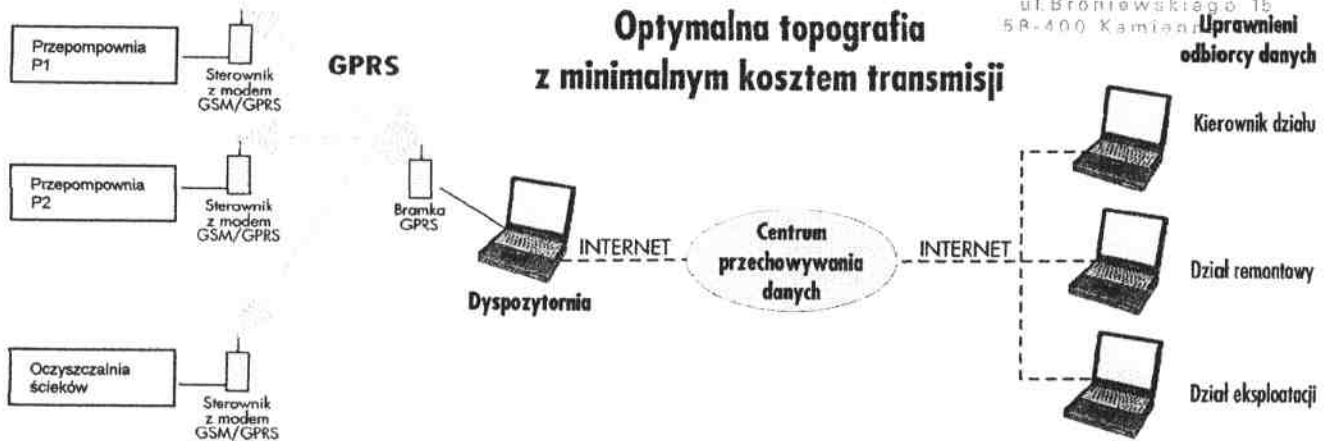 Optymalna topografia
z minimalnym kosztem transmisji
ul. Broniewskiego 15
58-400
Uprawnieni
odbiorcy danych
Przepompownia
P1
Sterownik
z modem
GSM/GPRS
GPRS
Przepompownia
P2
Sterownik
z modem
GSM/GPRS
Oczyszczalnia
ścieków
Sterownik
z modem
GSM/GPRS
Bramka
GPRS
Dyspozytornia
INTERNET
Centrum
przechowywania
danych
INTERNET
Kierownik działu
Dział remontowy
Dział eksploatacji